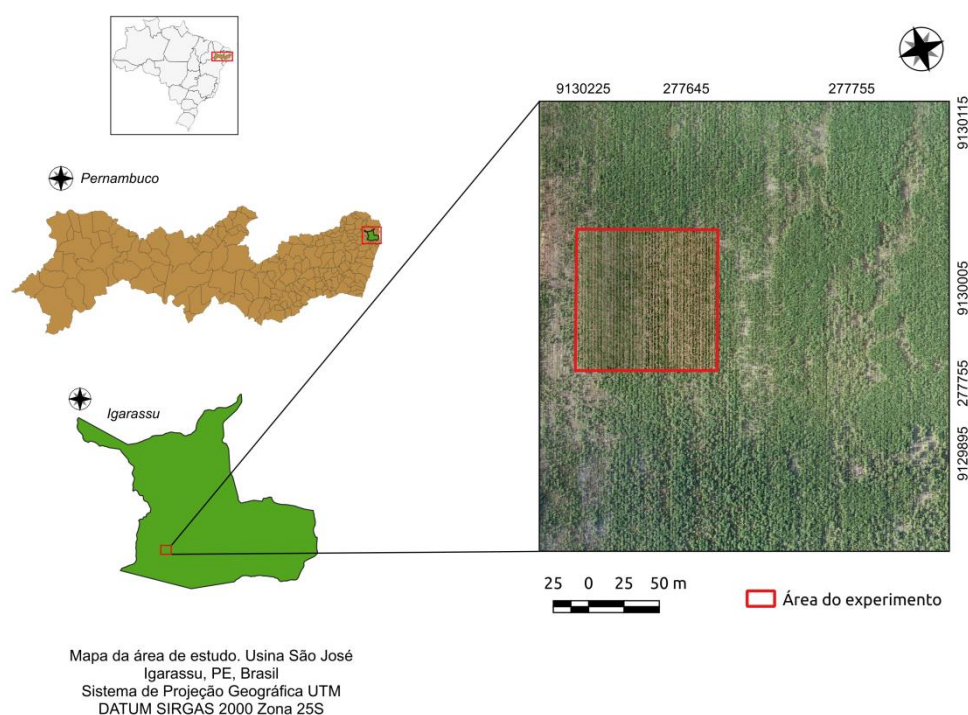 9130225 277645 277755
9130115
Pernambuco
9130005
277755
Igarassu
9129895
25 0 25 50 m
Área do experimento
Mapa da área de estudo. Usina São José
Igarassu, PE, Brasil
Sistema de Projeção Geográfica UTM
DATUM SIRGAS 2000 Zona 25S